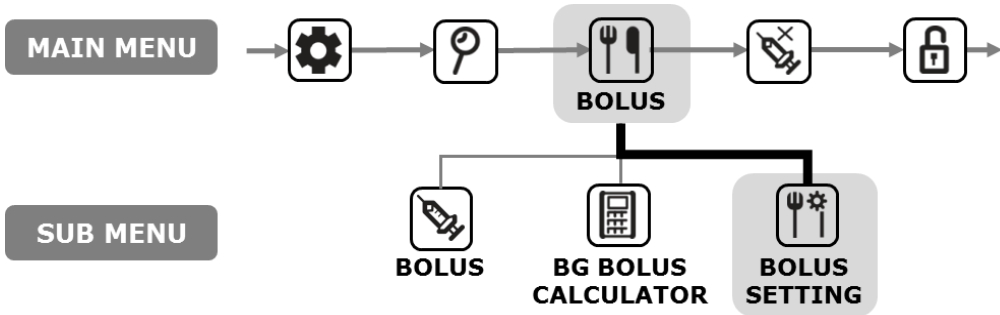 MAIN MENU
BOLUS
SUB MENU
BOLUS
BG BOLUS
CALCULATOR
BOLUS
SETTING